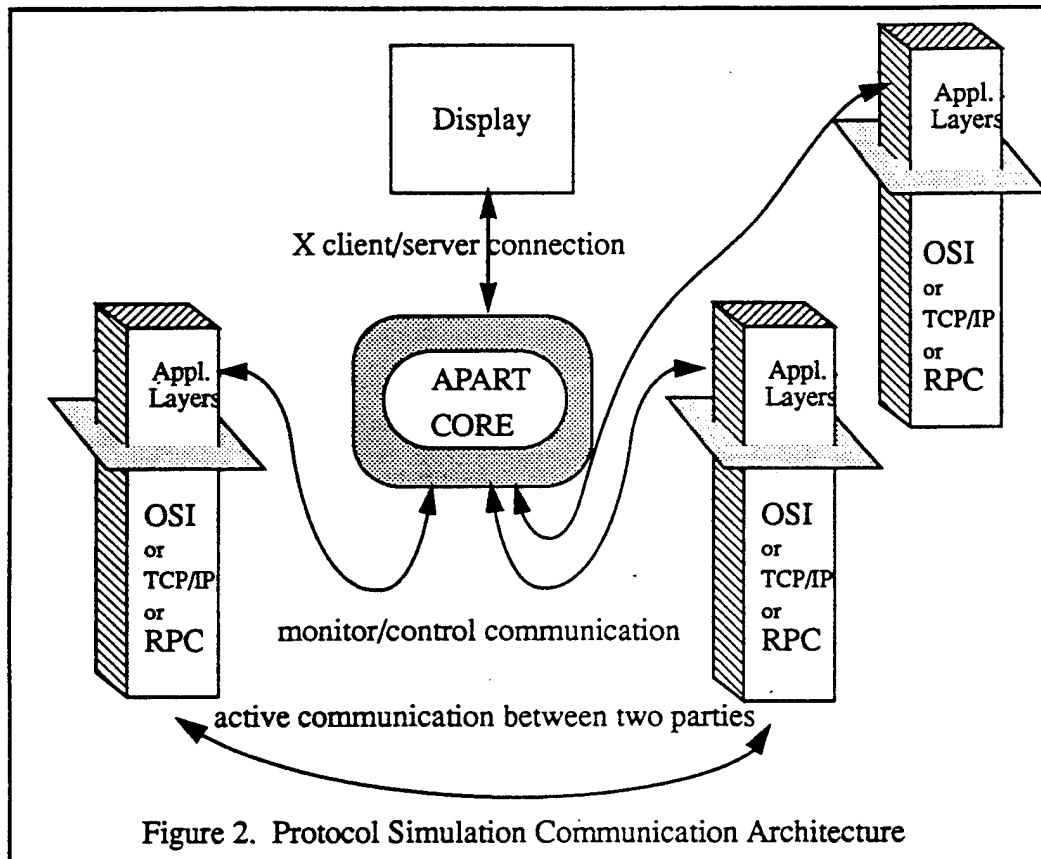 Display
Appl.
Layers
X client/server connection
OSI
or
TCP/IP
or
RPC
APART
CORE
Appl.
Layers
OSI
or
TCP/IP
or
RPC
Appl.
Layers
OSI
or
TCP/IP
or
RPC
monitor/control communication
active communication between two parties
Figure 2. Protocol Simulation Communication Architecture